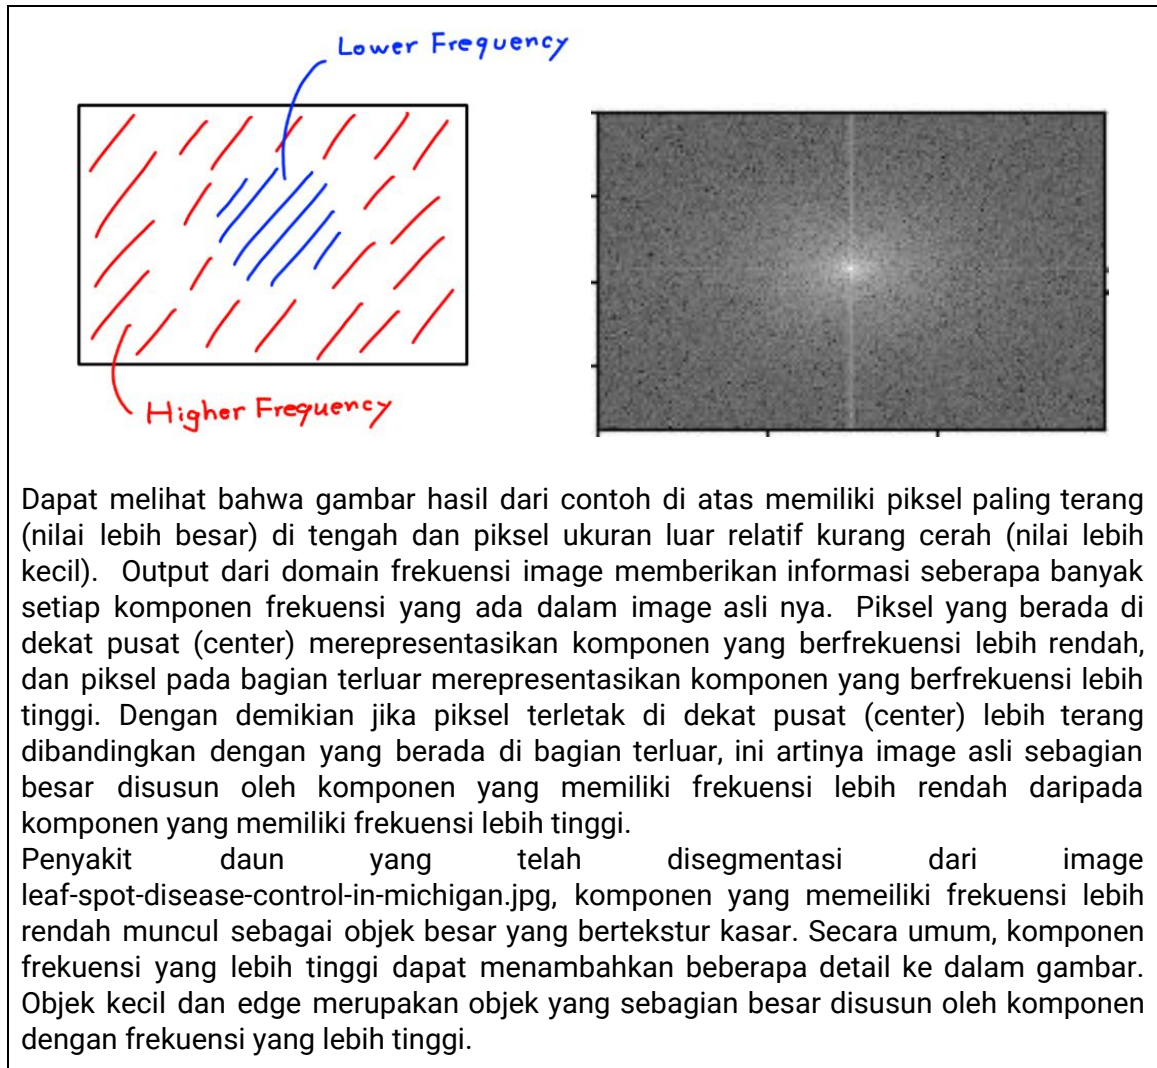 Lower Frequency
Higher Frequency
Dapat melihat bahwa gambar hasil dari contoh di atas memiliki piksel paling terang
(nilai lebih besar) di tengah dan piksel ukuran luar relatif kurang cerah (nilai lebih
kecil). Output dari domain frekuensi image memberikan informasi seberapa banyak
setiap komponen frekuensi yang ada dalam image asli nya. Piksel yang berada di
dekat pusat (center) merepresentasikan komponen yang berfrekuensi lebih rendah,
dan piksel pada bagian terluar merepresentasikan komponen yang berfrekuensi lebih
tinggi. Dengan demikian jika piksel terletak di dekat pusat (center) lebih terang
dibandingkan dengan yang berada di bagian terluar, ini artinya image asli sebagian
besar disusun oleh komponen yang memiliki frekuensi lebih rendah daripada
komponen yang memiliki frekuensi lebih tinggi.
Penyakit daun yang telah disegmentasi dari image
leaf-spot-disease-control-in-michigan.jpg, komponen yang memeiliki frekuensi lebih
rendah muncul sebagai objek besar yang bertekstur kasar. Secara umum, komponen
frekuensi yang lebih tinggi dapat menambahkan beberapa detail ke dalam gambar.
Objek kecil dan edge merupakan objek yang sebagian besar disusun oleh komponen
dengan frekuensi yang lebih tinggi.